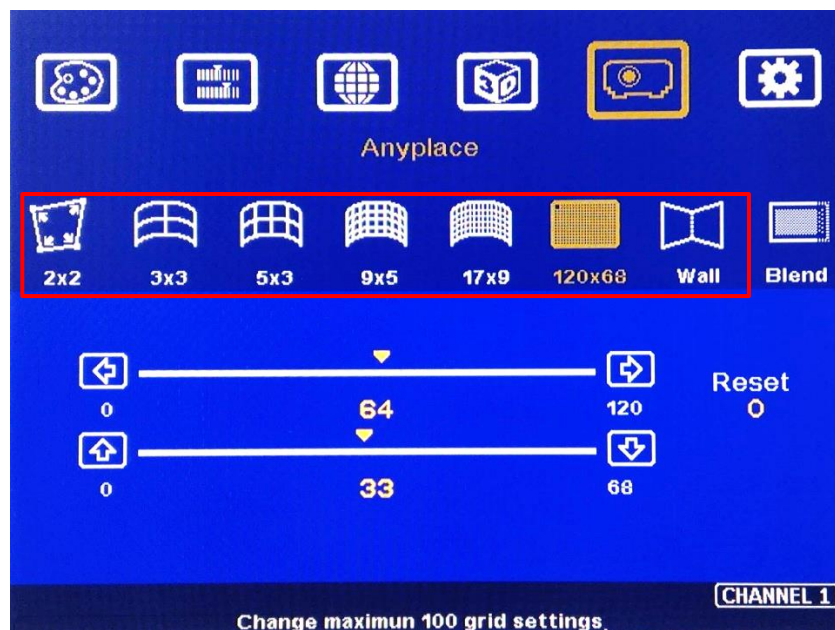 3D
Anyplace
2x2 3x3 5x3 9x5 17x9 120x68 Wall Blend
0 64 120 Reset
0
0 33 68
CHANNEL 1
Change maximun 100 grid settings